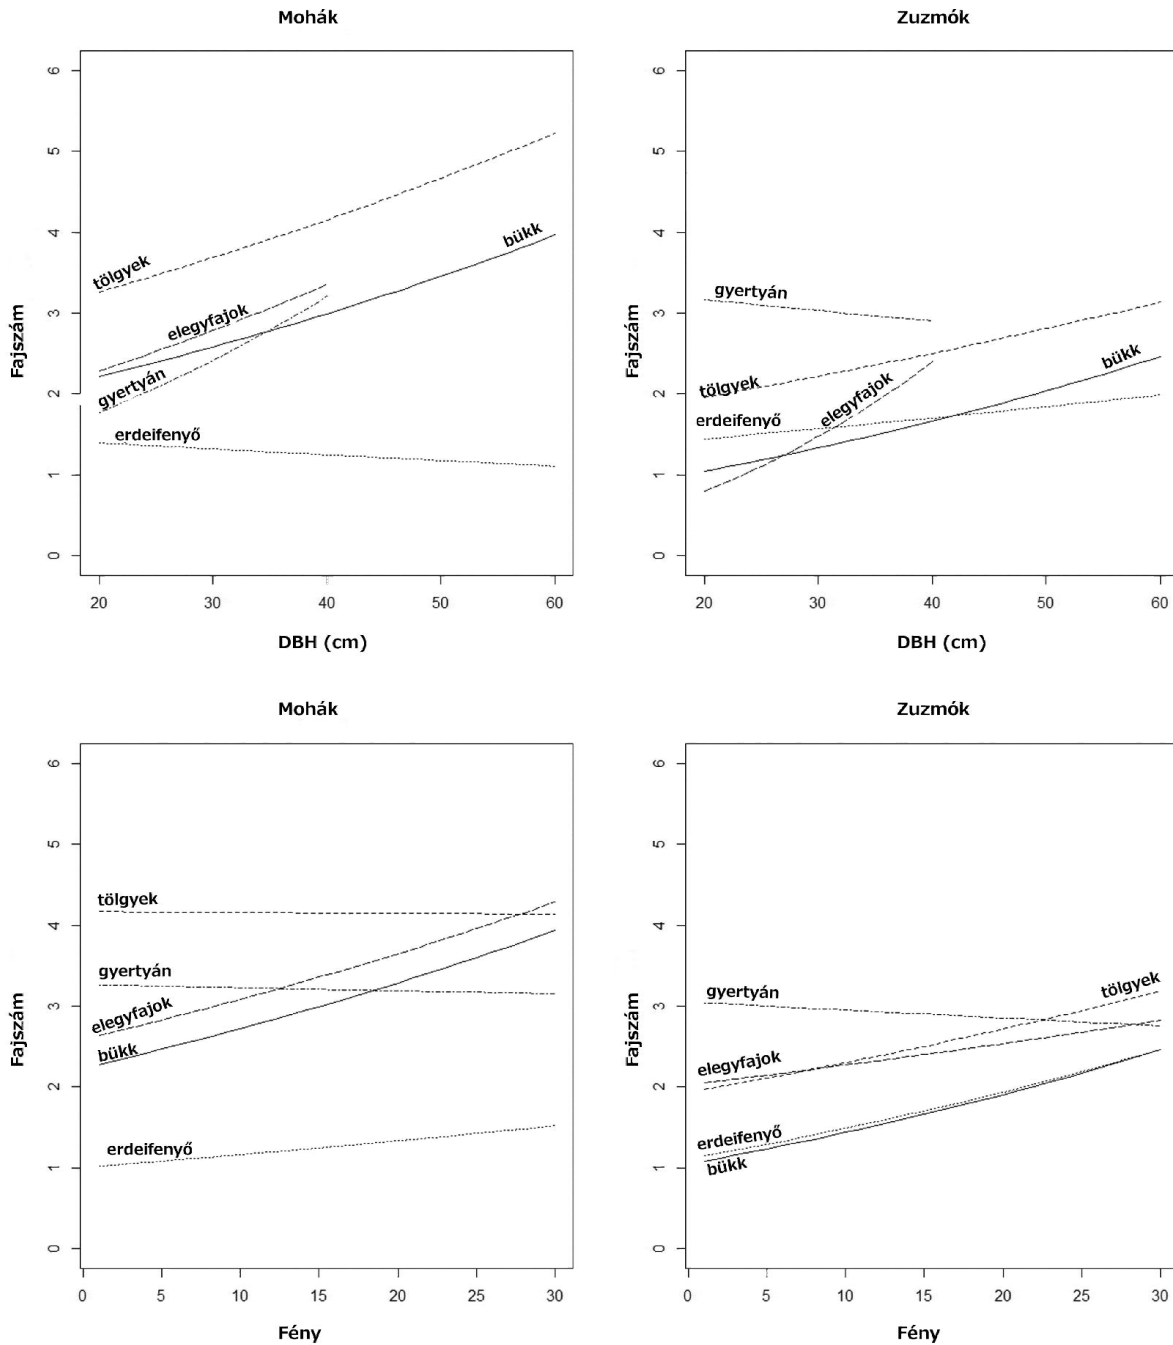 Mohák
Zuzmók
Fajszám
6
5
4
3
2
1
0
tölgyek
elegyfajok
bükk
gyertyán
erdeifenyő
20 30 40 50 60
DBH (cm)
Fajszám
6
5
4
3
2
1
0
gyertyán
tölgyek
bükk
elegyfajok
erdeifenyő
20 30 40 50 60
DBH (cm)
Mohák
Zuzmók
Fajszám
6
5
4
3
2
1
0
tölgyek
gyertyán
elegyfajok
bükk
erdeifenyő
0 5 10 15 20 25 30
Fény
Fajszám
6
5
4
3
2
1
0
gyertyán
tölgyek
elegyfajok
erdeifenyő
bükk
0 5 10 15 20 25 30
Fény